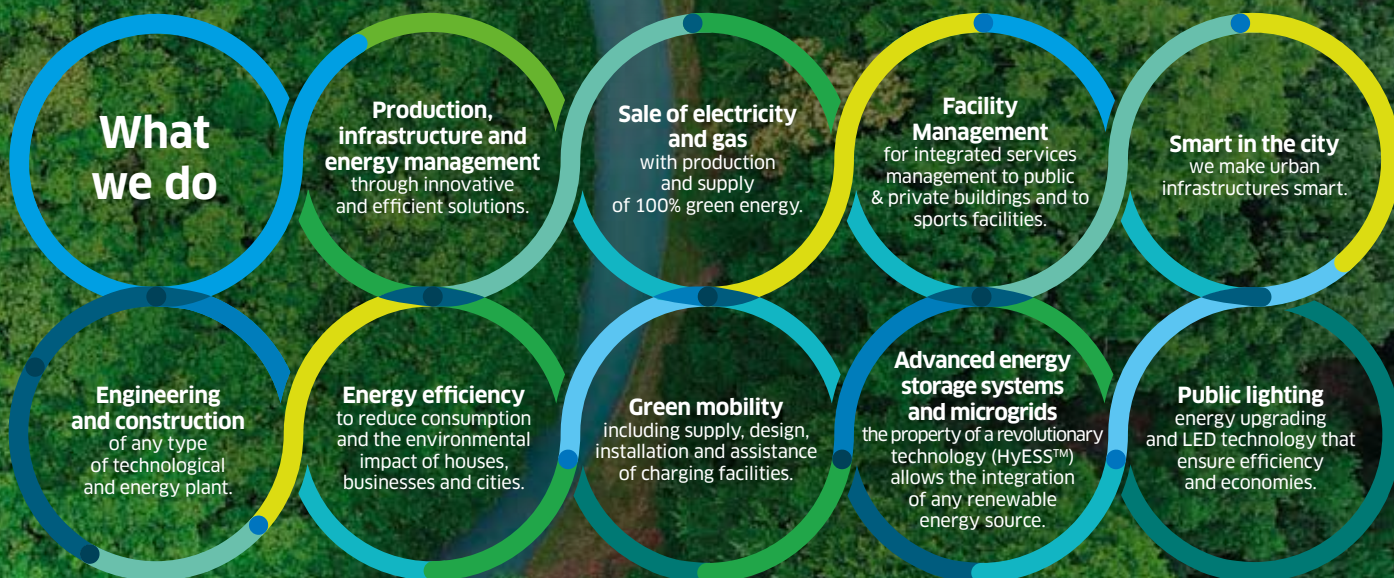 What
we do
Production,
infrastructure and
energy management
through innovative
and efficient solutions.
Sale of electricity
and gas
with production
and supply
of 100% green energy.
Facility
Management
for integrated services
management to public
& private buildings and to
sports facilities.
Smart in the city
we make urban
infrastructures smart.
Engineering
and construction
of any type
of technological
and energy plant.
Energy efficiency
to reduce consumption
and the environmental
impact of houses,
businesses and cities.
Green mobility
including supply, design,
installation and assistance
of charging facilities.
Advanced energy
storage systems
and microgrids
the property of a revolutionary
technology (HyESS™)
allows the integration
of any renewable
energy source.
Public lighting
energy upgrading
and LED technology that
ensure efficiency
and economies.